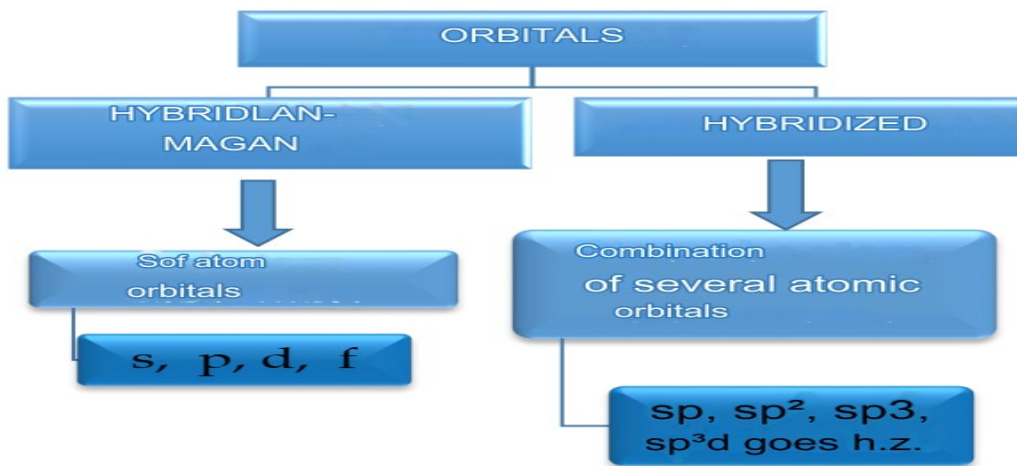 ORBITALS
HYBRIDLAN-
MAGAN
HYBRIDIZED
Sof atom
orbitals
Combination
of several atomic
orbitals
s, p, d, f
sp, sp², sp3,
sp³d goes h.z.